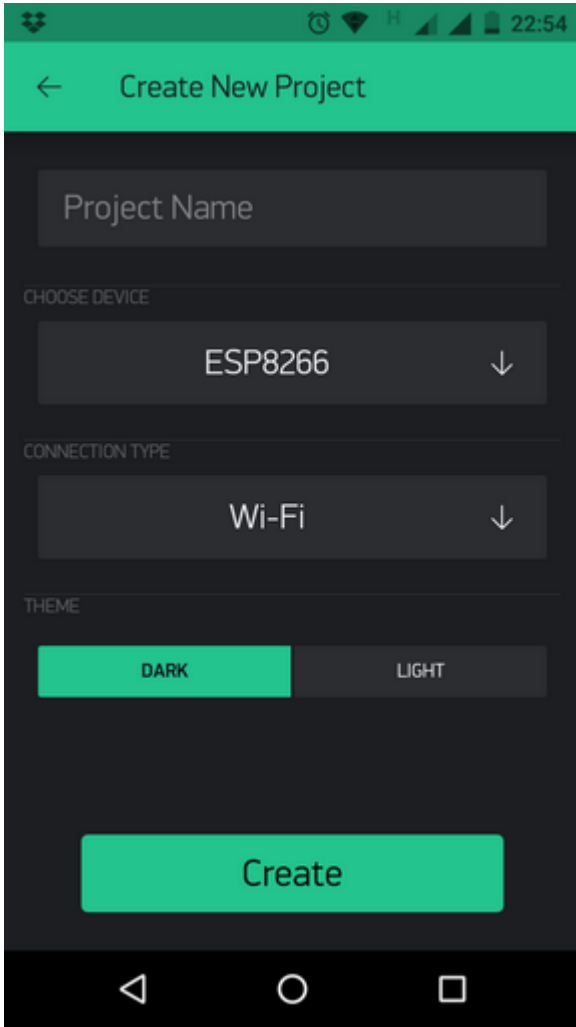 H 22:54
Create New Project
Project Name
CHOOSE DEVICE
ESP8266
CONNECTION TYPE
Wi-Fi
THEME
DARK LIGHT
Create